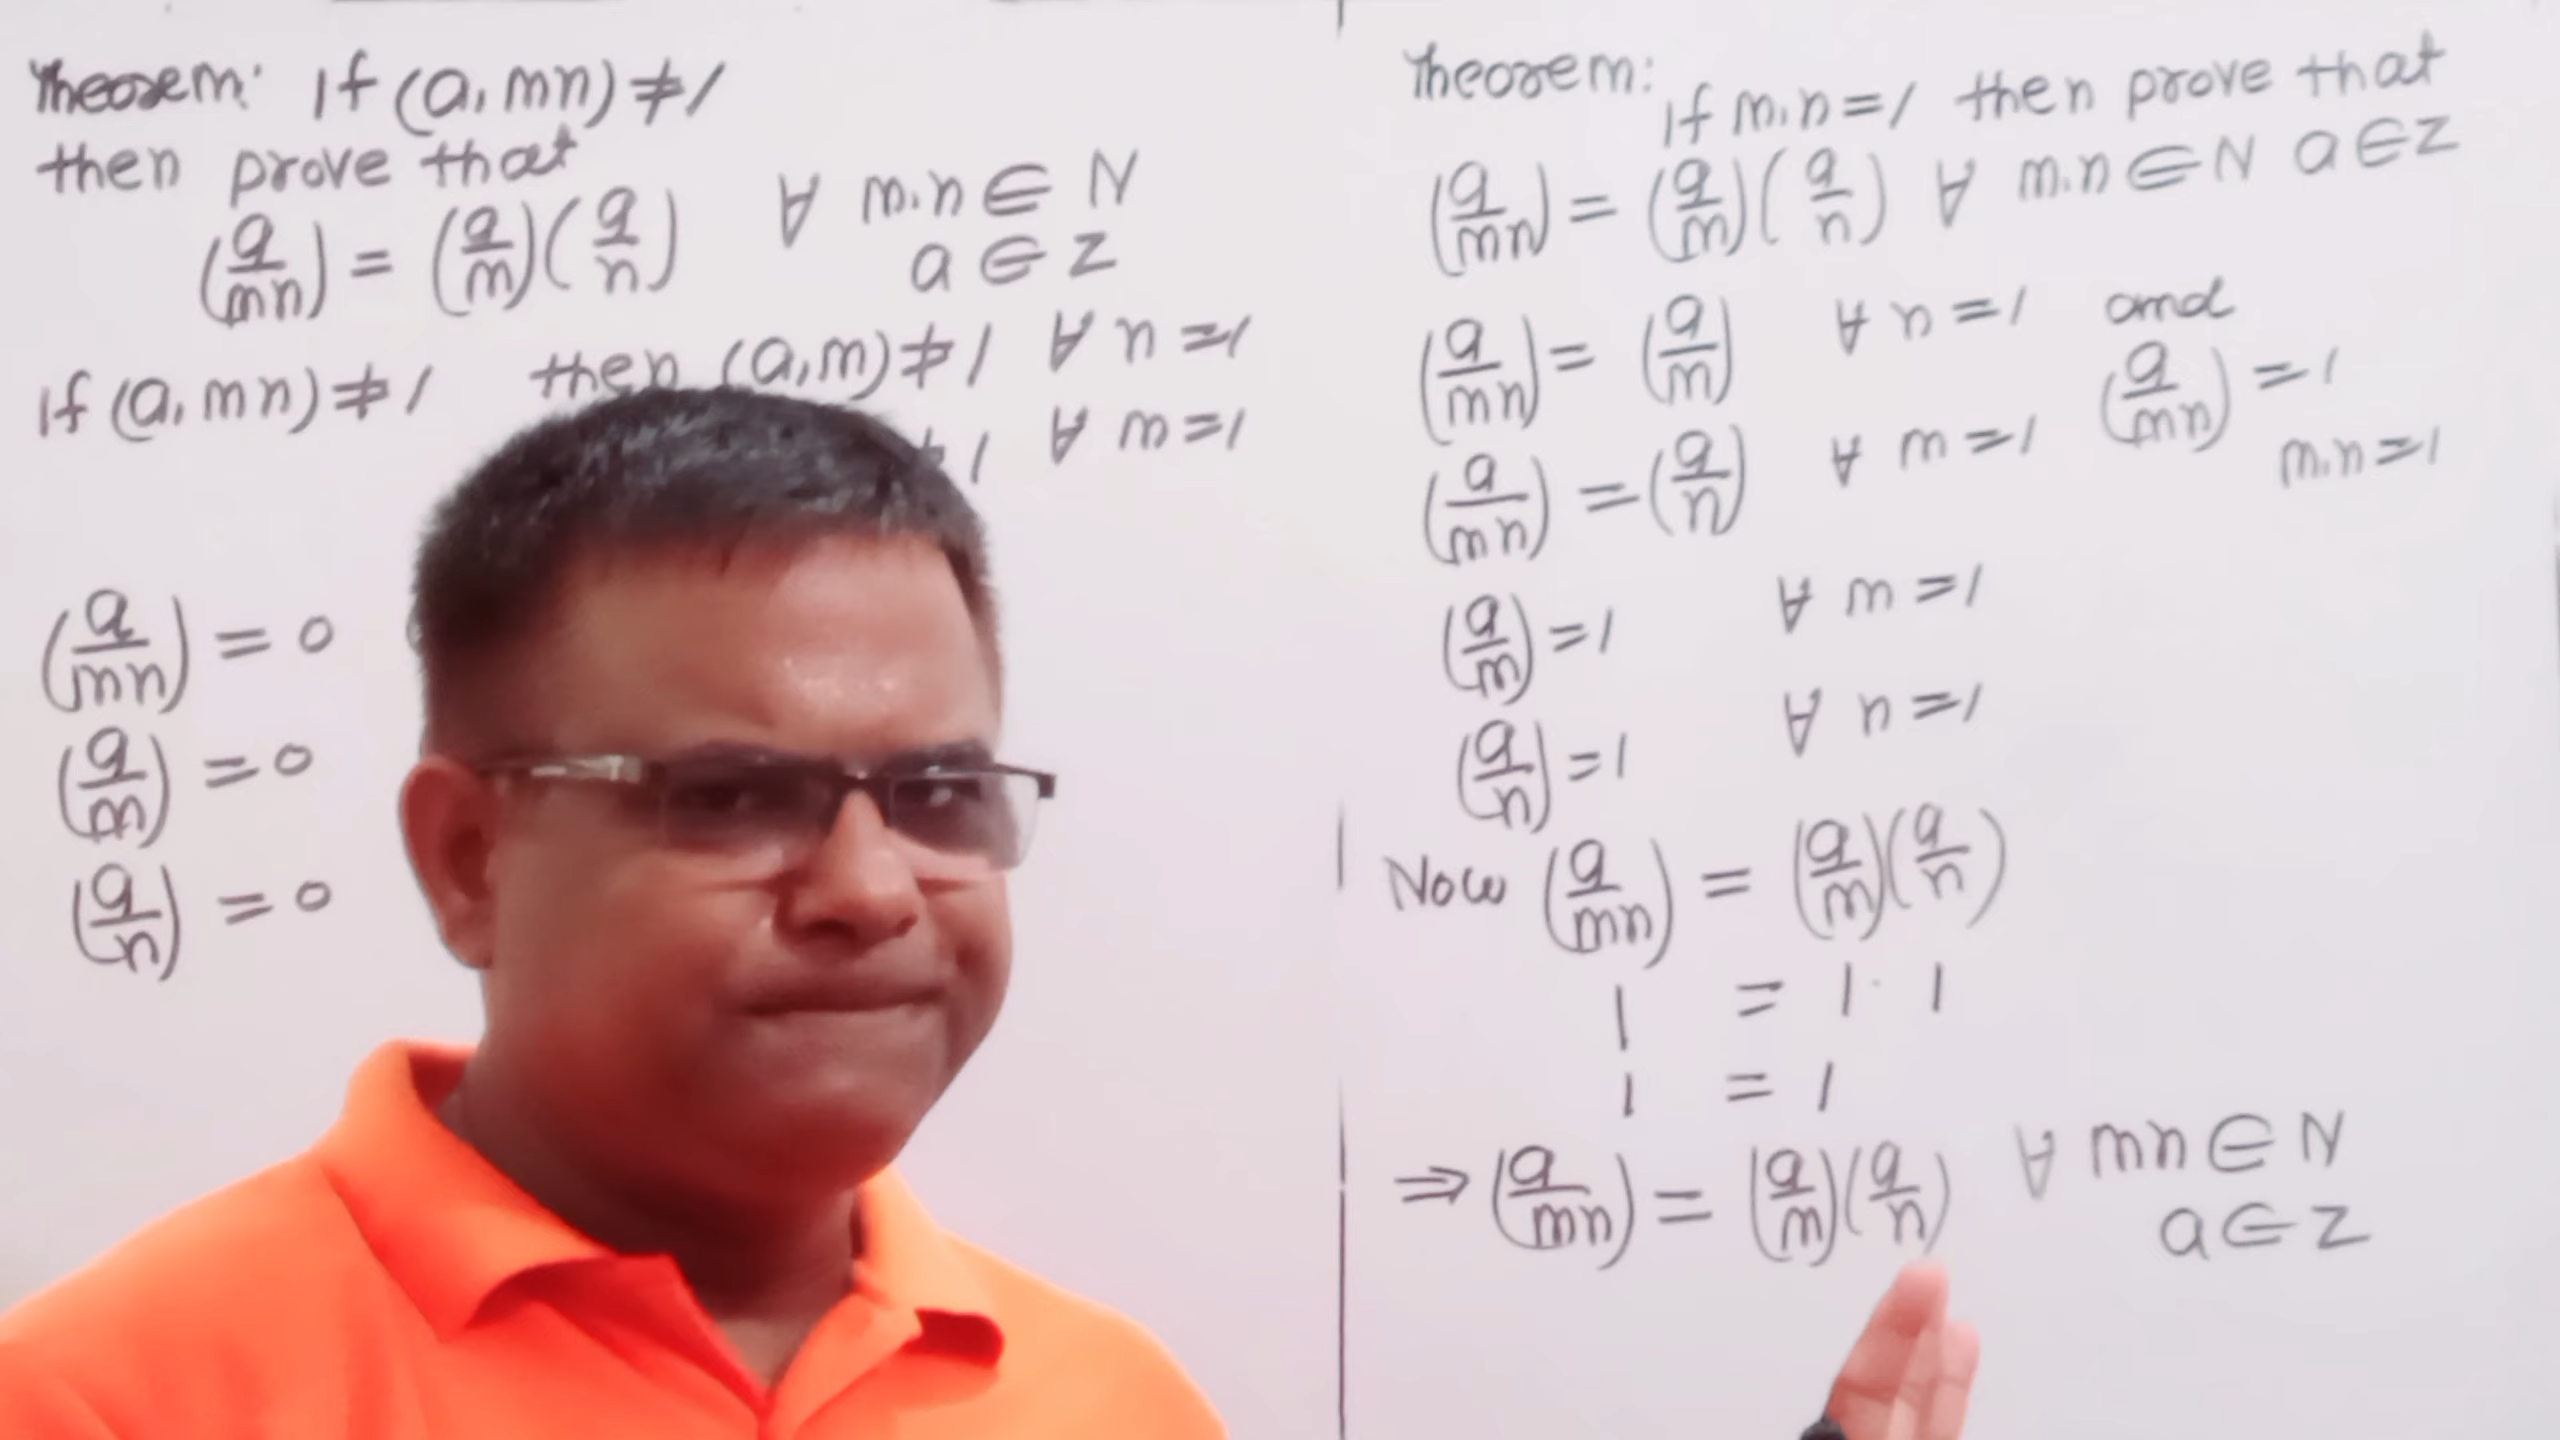 Theorem: If (a, mn) ≠ 1
then prove that
(a/mn) = (a/m)(a/n) ∀ m.n ∈ N
a ∈ Z
If (a, mn) ≠ 1 then (a, m) ≠ 1 ∀ n = 1
≠ 1 ∀ m = 1
(a/mn) = 0
(a/m) = 0
(a/n) = 0
Theorem: If m.n = 1 then prove that
(a/mn) = (a/m)(a/n) ∀ m.n ∈ N a ∈ Z
(a/mn) = (a/m) ∀ n = 1 and
(a/mn) = 1
(a/mn) = (a/n) ∀ m = 1
m.n = 1
(a/m) = 1 ∀ m = 1
(a/n) = 1 ∀ n = 1
Now (a/mn) = (a/m)(a/n)
1 = 1 . 1
1 = 1
⇒ (a/mn) = (a/m)(a/n) ∀ mn ∈ N
a ∈ Z